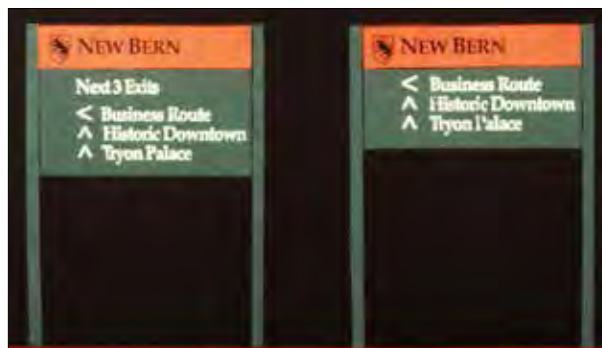 NEW BERN
Next 3 Exits
< Business Route
^ Historic Downtown
^ Tryon Palace
NEW BERN
< Business Route
^ Historic Downtown
^ Tryon Palace